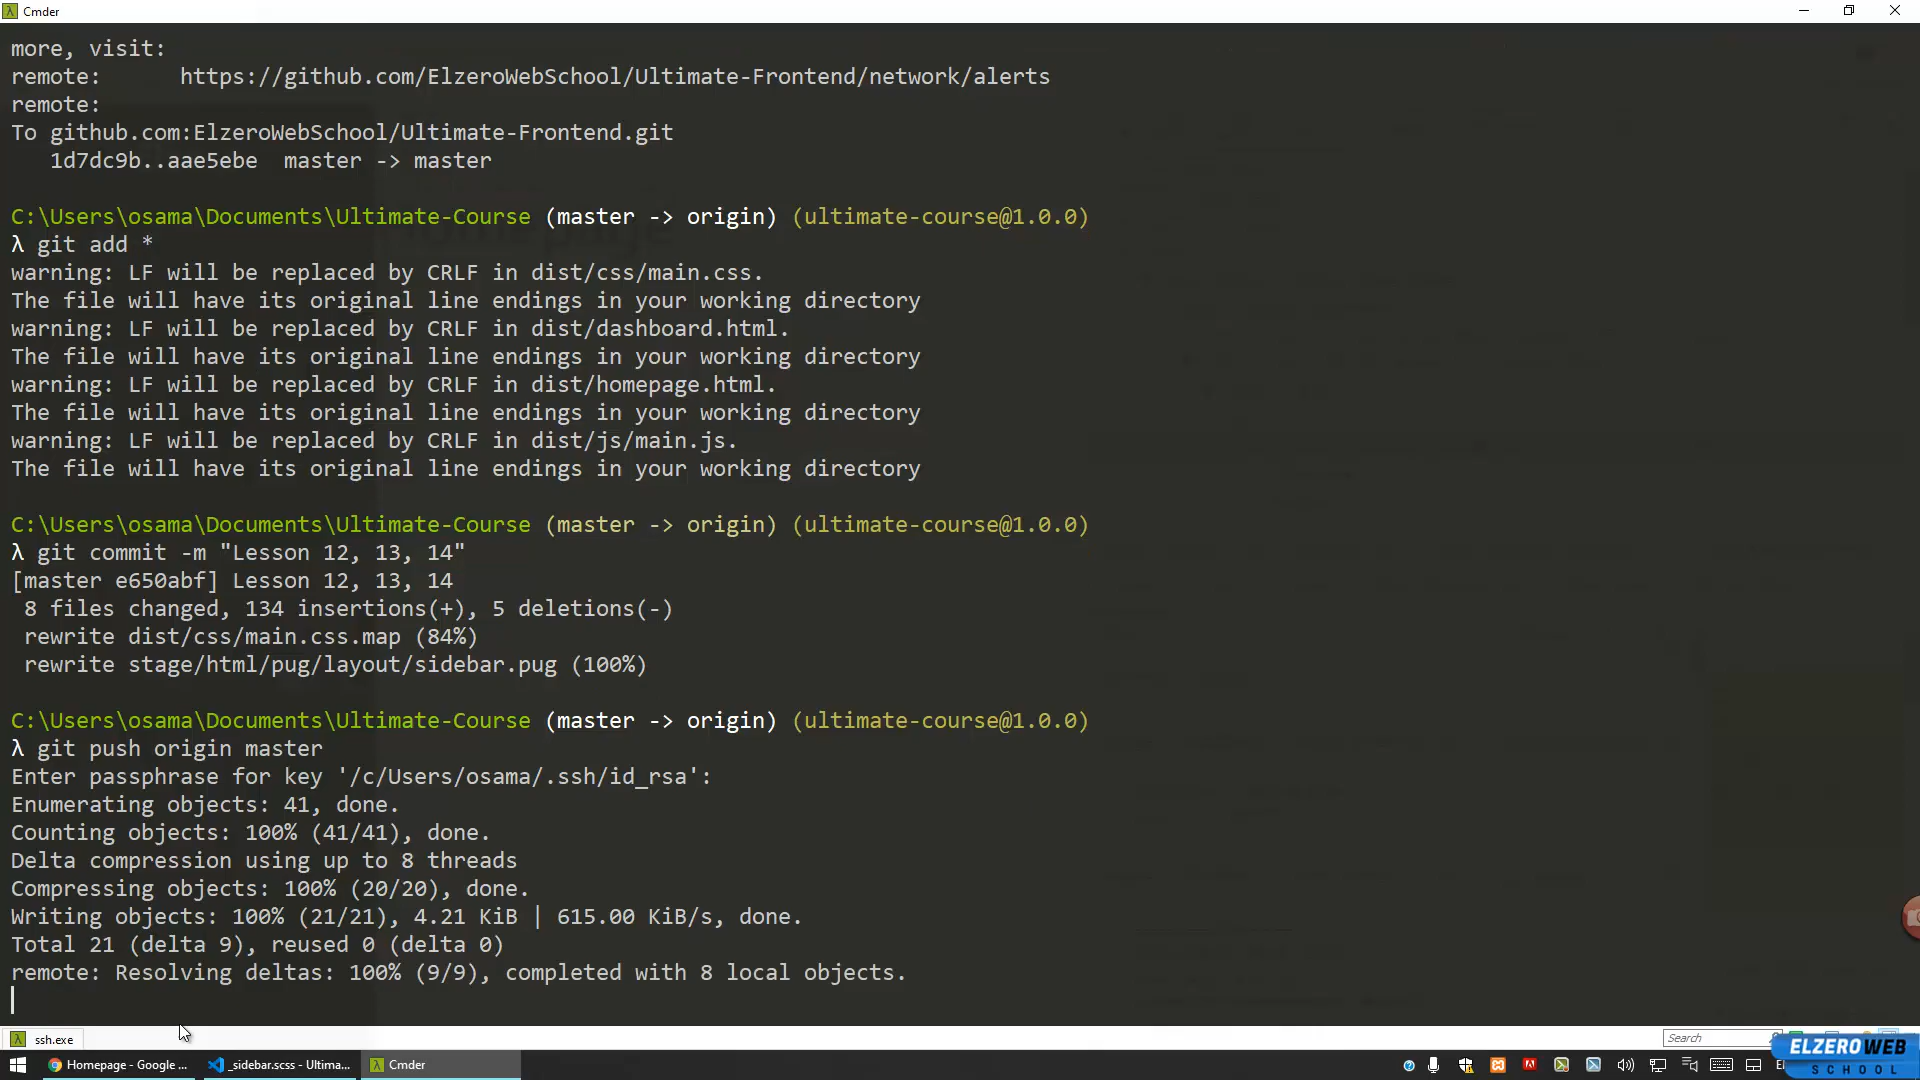 Cmder
more, visit:
remote:      https://github.com/ElzeroWebSchool/Ultimate-Frontend/network/alerts
remote:
To github.com:ElzeroWebSchool/Ultimate-Frontend.git
   1d7dc9b..aae5ebe  master -> master
C:\Users\osama\Documents\Ultimate-Course (master -> origin) (ultimate-course@1.0.0)
λ git add *
warning: LF will be replaced by CRLF in dist/css/main.css.
The file will have its original line endings in your working directory
warning: LF will be replaced by CRLF in dist/dashboard.html.
The file will have its original line endings in your working directory
warning: LF will be replaced by CRLF in dist/homepage.html.
The file will have its original line endings in your working directory
warning: LF will be replaced by CRLF in dist/js/main.js.
The file will have its original line endings in your working directory
C:\Users\osama\Documents\Ultimate-Course (master -> origin) (ultimate-course@1.0.0)
λ git commit -m "Lesson 12, 13, 14"
[master e650abf] Lesson 12, 13, 14
 8 files changed, 134 insertions(+), 5 deletions(-)
 rewrite dist/css/main.css.map (84%)
 rewrite stage/html/pug/layout/sidebar.pug (100%)
C:\Users\osama\Documents\Ultimate-Course (master -> origin) (ultimate-course@1.0.0)
λ git push origin master
Enter passphrase for key '/c/Users/osama/.ssh/id_rsa':
Enumerating objects: 41, done.
Counting objects: 100% (41/41), done.
Delta compression using up to 8 threads
Compressing objects: 100% (20/20), done.
Writing objects: 100% (21/21), 4.21 KiB | 615.00 KiB/s, done.
Total 21 (delta 9), reused 0 (delta 0)
remote: Resolving deltas: 100% (9/9), completed with 8 local objects.
ssh.exe
Search
Homepage - Google ...
_sidebar.scss - Ultima...
Cmder
ELZEROWEB
SCHOOL